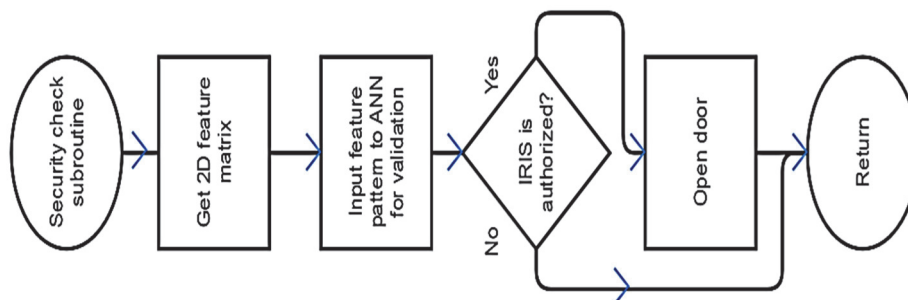 Security check
subroutine
Get 2D feature
matrix
Input feature
pattern to ANN
for validation
IRIS is
authorized?
Yes
No
Open door
Return